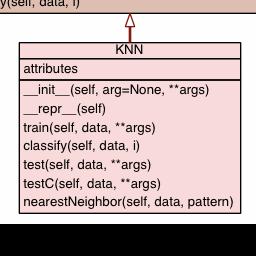 y(self, data, i)
KNN
attributes
__init__(self, arg=None, **args)
__repr__(self)
train(self, data, **args)
classify(self, data, i)
test(self, data, **args)
testC(self, data, **args)
nearestNeighbor(self, data, pattern)